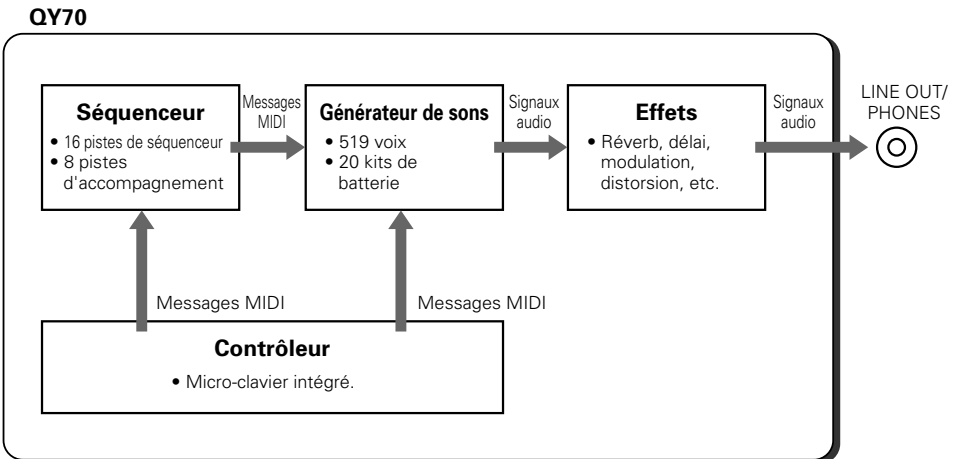 QY70
Séquenceur
• 16 pistes de séquenceur
• 8 pistes
d'accompagnement
Messages
MIDI
Générateur de sons
• 519 voix
• 20 kits de
batterie
Signaux
audio
Effets
• Réverb, délai,
modulation,
distorsion, etc.
Signaux
audio
LINE OUT/
PHONES
Messages MIDI
Messages MIDI
Contrôleur
• Micro-clavier intégré.